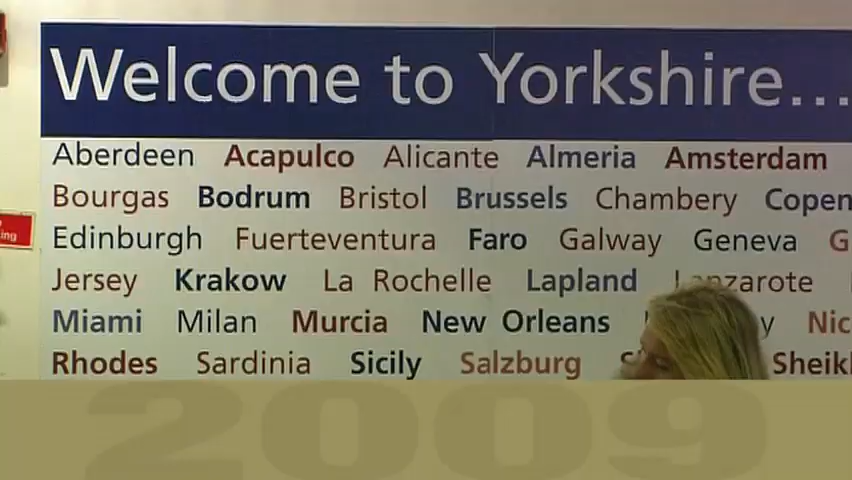 Welcome to Yorkshire...
Aberdeen Acapulco Alicante Almeria Amsterdam
Bourgas Bodrum Bristol Brussels Chambery
Edinburgh Fuerteventura Faro Galway Geneva
Jersey Krakow La Rochelle Lapland Lanzarote
Miami Milan Murcia New Orleans
Rhodes Sardinia Sicily Salzburg
2009